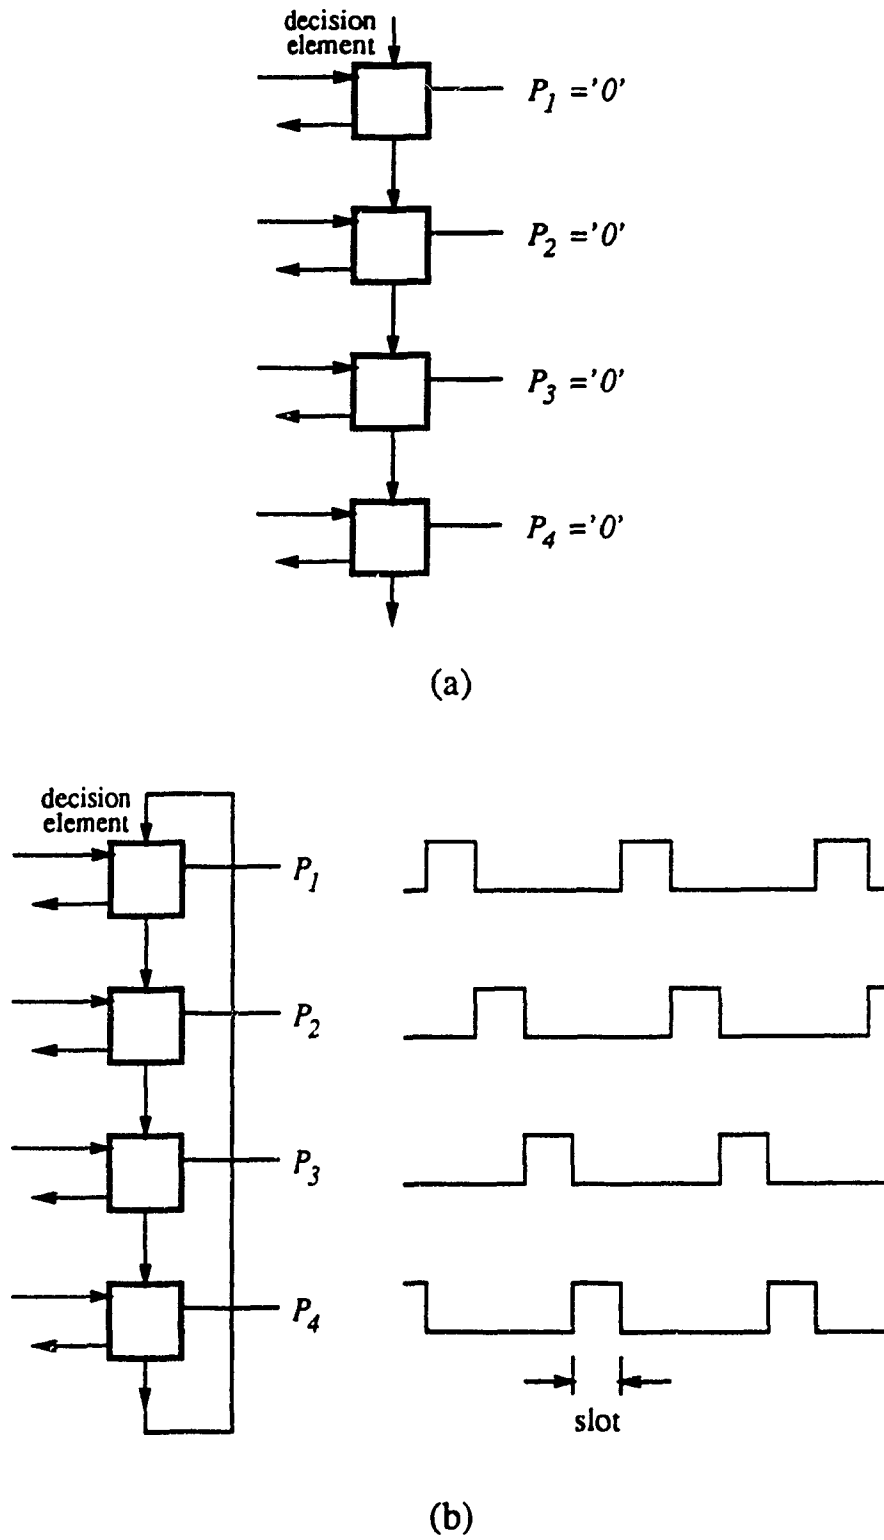 decision
element
P1 ='0'
P2 ='0'
P3 ='0'
P4 ='0'
(a)
decision
element
P1
P2
P3
P4
slot
(b)